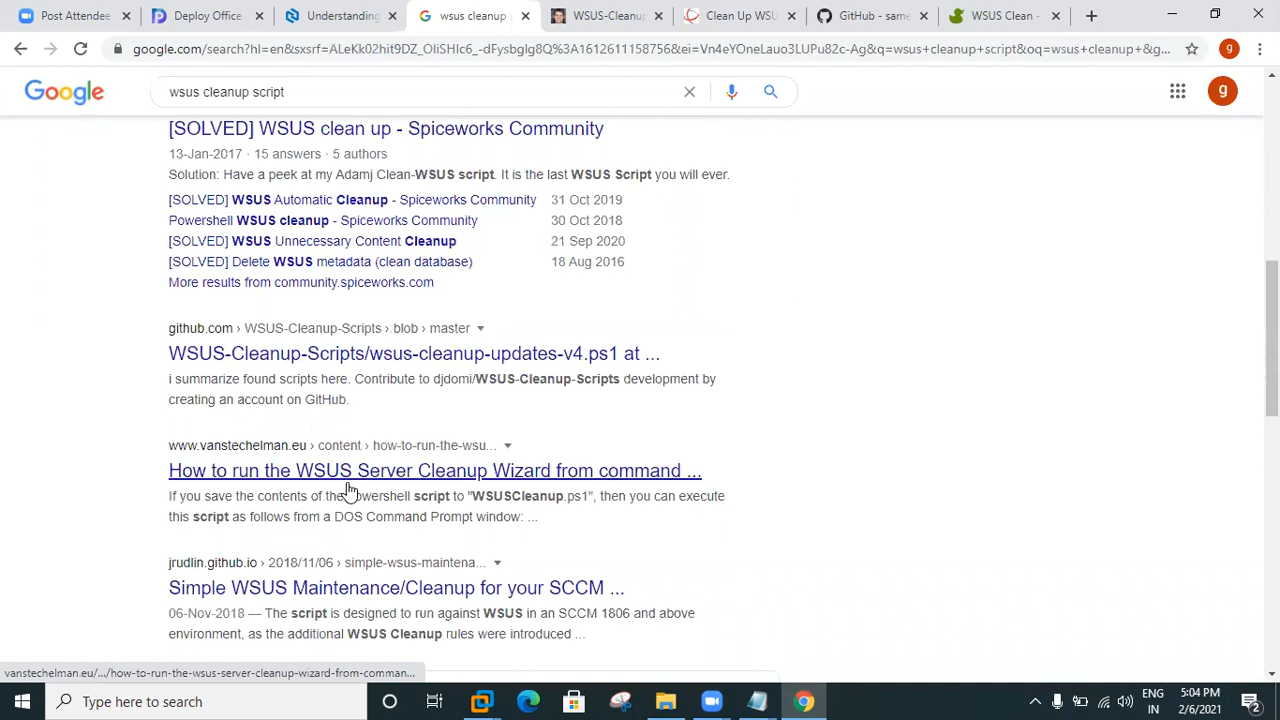 Post Attendee
Deploy Office
Understanding
wsus cleanup s
WSUS-Cleanup
Clean Up WSU
GitHub - same
WSUS Clean -
google.com/search?hl=en&sxsrf=ALeKk02hit9DZ_OliSHIc6_-dFysbgIg8Q%3A1612611158756&ei=Vn4eYOneLauo3LUPu82c-Ag&q=wsus+cleanup+script&oq=wsus+cleanup+&g...
g
Google
wsus cleanup script
g
[SOLVED] WSUS clean up - Spiceworks Community
13-Jan-2017 · 15 answers · 5 authors
Solution: Have a peek at my Adamj Clean-WSUS script. It is the last WSUS Script you will ever.
[SOLVED] WSUS Automatic Cleanup - Spiceworks Community 31 Oct 2019
Powershell WSUS cleanup - Spiceworks Community 30 Oct 2018
[SOLVED] WSUS Unnecessary Content Cleanup 21 Sep 2020
[SOLVED] Delete WSUS metadata (clean database) 18 Aug 2016
More results from community.spiceworks.com
github.com › WSUS-Cleanup-Scripts › blob › master
WSUS-Cleanup-Scripts/wsus-cleanup-updates-v4.ps1 at ...
i summarize found scripts here. Contribute to djdomi/WSUS-Cleanup-Scripts development by
creating an account on GitHub.
www.vanstechelman.eu › content › how-to-run-the-wsu...
How to run the WSUS Server Cleanup Wizard from command ...
If you save the contents of the powershell script to "WSUSCleanup.ps1", then you can execute
this script as follows from a DOS Command Prompt window: ...
jrudlin.github.io › 2018/11/06 › simple-wsus-maintena...
Simple WSUS Maintenance/Cleanup for your SCCM ...
06-Nov-2018 — The script is designed to run against WSUS in an SCCM 1806 and above
environment, as the additional WSUS Cleanup rules were introduced ...
vanstechelman.eu/.../how-to-run-the-wsus-server-cleanup-wizard-from-comman...
Type here to search
ENG
IN
5:04 PM
2/6/2021
2